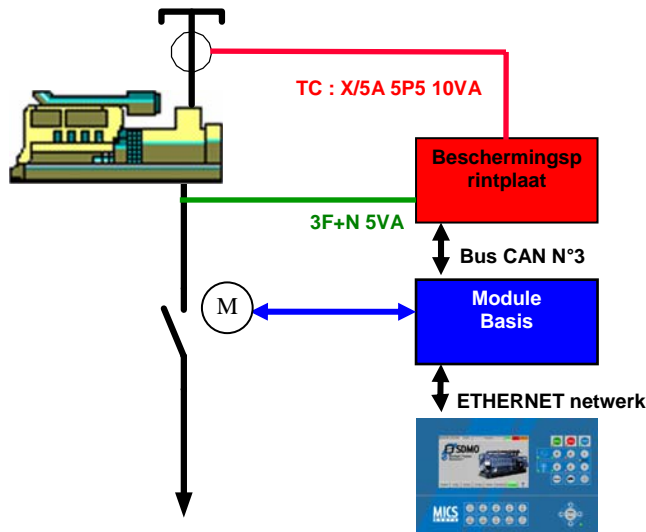 TC : X/5A 5P5 10VA
Beschermingsp
rintplaat
3F+N 5VA
Bus CAN N°3
M
Module
Basis
ETHERNET netwerk
SDMO
MICS